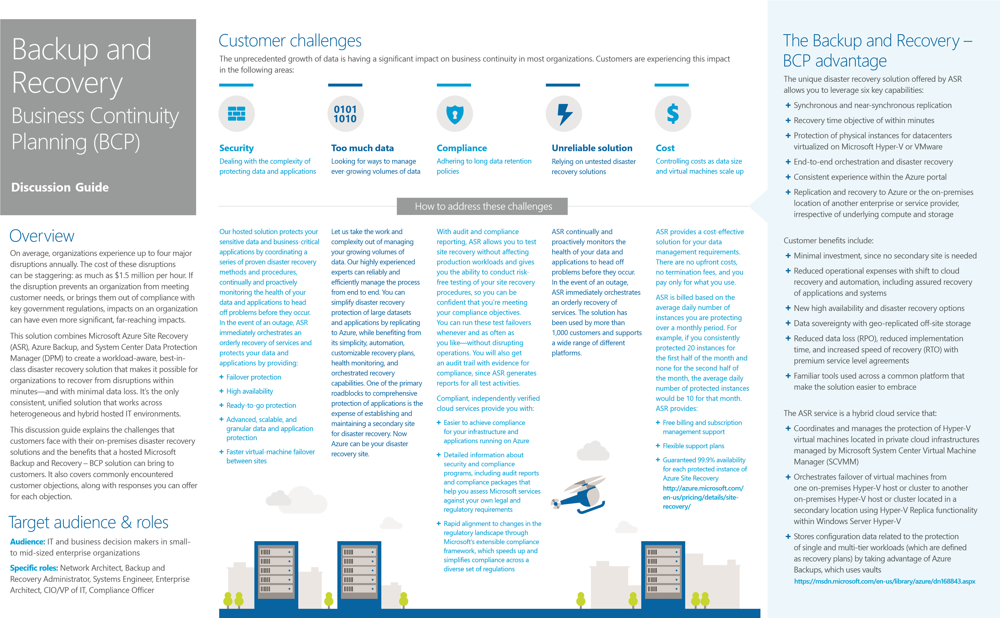 Backup and
Recovery
Business Continuity
Planning (BCP)
Discussion Guide
Overview
On average, organizations experience up to four major
disruptions annually. The cost of these disruptions
can be staggering: as much as $1.5 million per hour. If
the disruption prevents an organization from meeting
customer needs, or brings them out of compliance with
key government regulations, impacts on an organization
can have even more significant, far-reaching impacts.
This solution combines Microsoft Azure Site Recovery
(ASR), Azure Backup, and System Center Data Protection
Manager (DPM) to create a workload-aware, best-in-
class disaster recovery solution that makes it possible for
organizations to recover from disruptions within
minutes—and with minimal data loss. It's the only
consistent, unified solution that works across
heterogeneous and hybrid hosted IT environments.
This discussion guide explains the challenges that
customers face with their on-premises disaster recovery
solutions and the benefits that a hosted Microsoft
Backup and Recovery – BCP solution can bring to
customers. It also covers commonly encountered
customer objections, along with responses you can offer
for each objection.
Target audience & roles
Audience: IT and business decision makers in small-
to mid-sized enterprise organizations
Specific roles: Network Architect, Backup and
Recovery Administrator, Systems Engineer, Enterprise
Architect, CIO/VP of IT, Compliance Officer
Customer challenges
The unprecedented growth of data is having a significant impact on business continuity in most organizations. Customers are experiencing this impact
in the following areas:
Security
Dealing with the complexity of
protecting data and applications
0101
1010
Too much data
Looking for ways to manage
ever-growing volumes of data
Compliance
Adhering to long data retention
policies
Unreliable solution
Relying on untested disaster
recovery solutions
$
Cost
Controlling costs as data size
and virtual machines scale up
How to address these challenges
Our hosted solution protects your
sensitive data and business-critical
applications by coordinating a
series of proven disaster recovery
methods and procedures,
continually and proactively
monitoring the health of your
data and applications to head
off problems before they occur.
In the event of an outage, ASR
immediately orchestrates an
orderly recovery of services and
protects your data and
applications by providing:
+ Failover protection
+ High availability
+ Ready-to-go protection
+ Advanced, scalable, and
granular data and application
protection
+ Faster virtual-machine failover
between sites
Let us take the work and
complexity out of managing
your growing volumes of
data. Our highly experienced
experts can reliably and
efficiently manage the process
from end to end. You can
simplify disaster recovery
protection of large datasets
and applications by replicating
to Azure, while benefiting from
its simplicity, automation,
customizable recovery plans,
health monitoring, and
orchestrated recovery
capabilities. One of the primary
roadblocks to comprehensive
protection of applications is the
expense of establishing and
maintaining a secondary site
for disaster recovery. Now
Azure can be your disaster
recovery site.
With audit and compliance
reporting, ASR allows you to test
site recovery without affecting
production workloads and gives
you the ability to conduct risk-
free testing of your site recovery
procedures, so you can be
confident that you're meeting
your compliance objectives.
You can run these test failovers
whenever and as often as
you like—without disrupting
operations. You will also get
an audit trail with evidence for
compliance, since ASR generates
reports for all test activities.
Compliant, independently verified
cloud services provide you with:
+ Easier to achieve compliance
for your infrastructure and
applications running on Azure
+ Detailed information about
security and compliance
programs, including audit reports
and compliance packages that
help you assess Microsoft services
against your own legal and
regulatory requirements
+ Rapid alignment to changes in the
regulatory landscape through
Microsoft's extensible compliance
framework, which speeds up and
simplifies compliance across a
diverse set of regulations
ASR continually and
proactively monitors the
health of your data and
applications to head off
problems before they occur.
In the event of an outage,
ASR immediately orchestrates
an orderly recovery of
services. The solution has
been used by more than
1,000 customers and supports
a wide range of different
platforms.
ASR provides a cost-effective
solution for your data
management requirements.
There are no upfront costs,
no termination fees, and you
pay only for what you use.
ASR is billed based on the
average daily number of
instances you are protecting
over a monthly period. For
example, if you consistently
protected 20 instances for
the first half of the month and
none for the second half of
the month, the average daily
number of protected instances
would be 10 for that month.
ASR provides:
+ Free billing and subscription
management support
+ Flexible support plans
+ Guaranteed 99.9% availability
for each protected instance of
Azure Site Recovery
http://azure.microsoft.com/
en-us/pricing/details/site-
recovery/
The Backup and Recovery –
BCP advantage
The unique disaster recovery solution offered by ASR
allows you to leverage six key capabilities:
+ Synchronous and near-synchronous replication
+ Recovery time objective of within minutes
+ Protection of physical instances for datacenters
virtualized on Microsoft Hyper-V or VMware
+ End-to-end orchestration and disaster recovery
+ Consistent experience within the Azure portal
+ Replication and recovery to Azure or the on-premises
location of another enterprise or service provider,
irrespective of underlying compute and storage
Customer benefits include:
+ Minimal investment, since no secondary site is needed
+ Reduced operational expenses with shift to cloud
recovery and automation, including assured recovery
of applications and systems
+ New high availability and disaster recovery options
+ Data sovereignty with geo-replicated off-site storage
+ Reduced data loss (RPO), reduced implementation
time, and increased speed of recovery (RTO) with
premium service level agreements
+ Familiar tools used across a common platform that
make the solution easier to embrace
The ASR service is a hybrid cloud service that:
+ Coordinates and manages the protection of Hyper-V
virtual machines located in private cloud infrastructures
managed by Microsoft System Center Virtual Machine
Manager (SCVMM)
+ Orchestrates failover of virtual machines from
one on-premises Hyper-V host or cluster to another
on-premises Hyper-V host or cluster located in a
secondary location using Hyper-V Replica functionality
within Windows Server Hyper-V
+ Stores configuration data related to the protection
of single and multi-tier workloads (which are defined
as recovery plans) by taking advantage of Azure
Backups, which uses vaults
https://msdn.microsoft.com/en-us/library/azure/dn168843.aspx